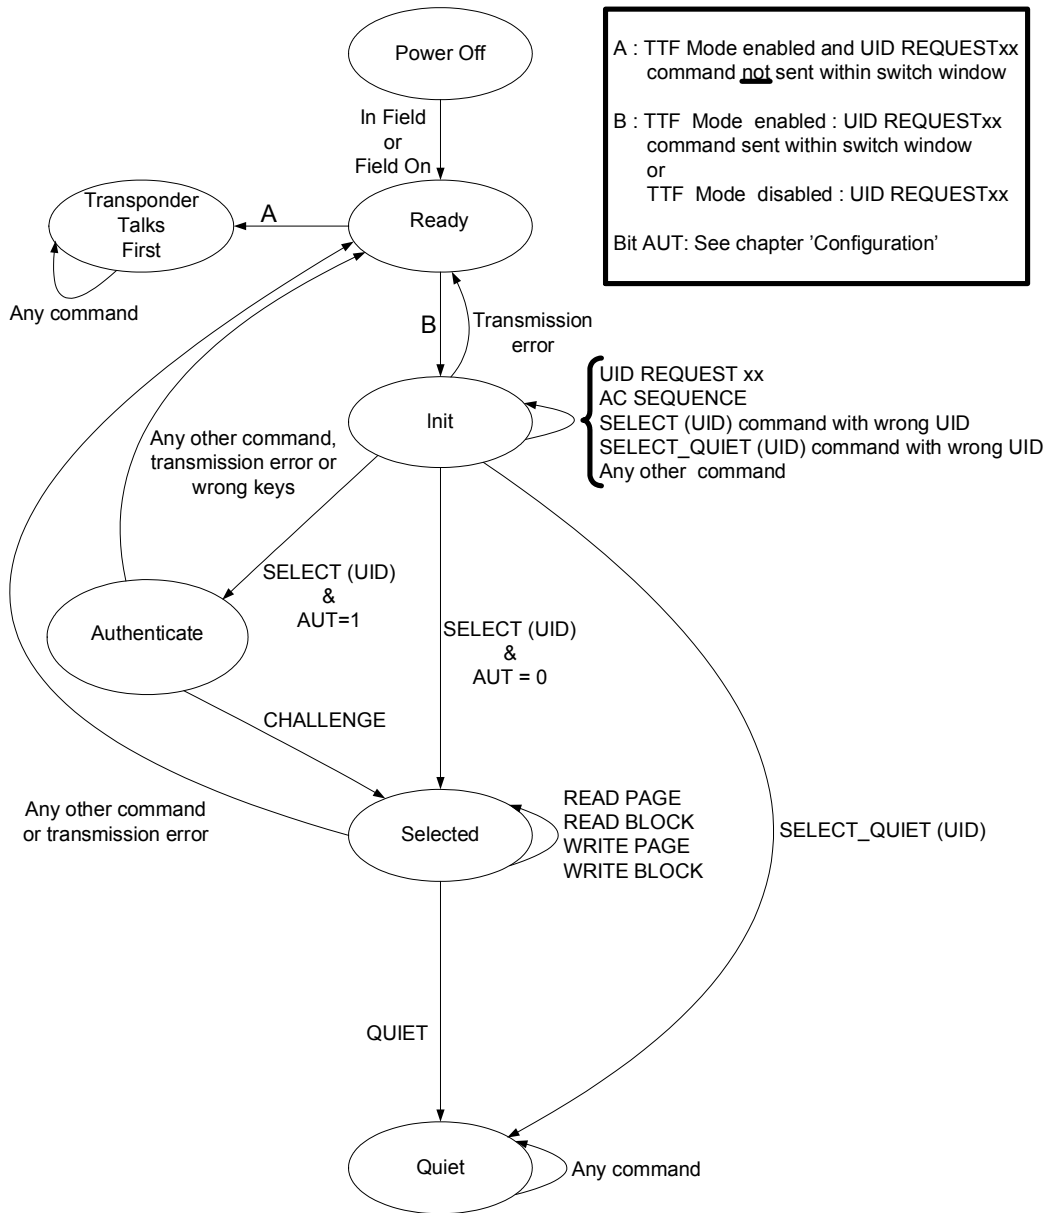 Power Off
A : TTF Mode enabled and UID REQUESTxx
command not sent within switch window
B : TTF Mode enabled : UID REQUESTxx
command sent within switch window
or
TTF Mode disabled : UID REQUESTxx
Bit AUT: See chapter 'Configuration'
In Field
or
Field On
Transponder
Talks
First
A
Ready
Any command
B
Transmission
error
Init
UID REQUEST xx
AC SEQUENCE
SELECT (UID) command with wrong UID
SELECT_QUIET (UID) command with wrong UID
Any other command
Any other command,
transmission error or
wrong keys
SELECT (UID)
&
AUT=1
Authenticate
SELECT (UID)
&
AUT = 0
CHALLENGE
Any other command
or transmission error
Selected
READ PAGE
READ BLOCK
WRITE PAGE
WRITE BLOCK
SELECT_QUIET (UID)
QUIET
Quiet
Any command